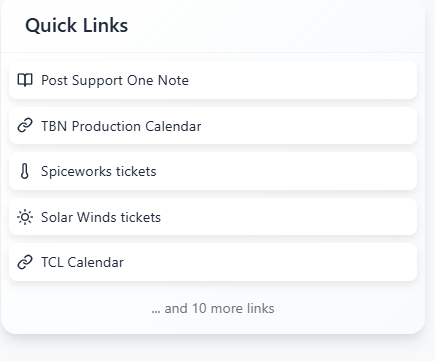 Quick Links
Post Support One Note
TBN Production Calendar
Spiceworks tickets
Solar Winds tickets
TCL Calendar
... and 10 more links